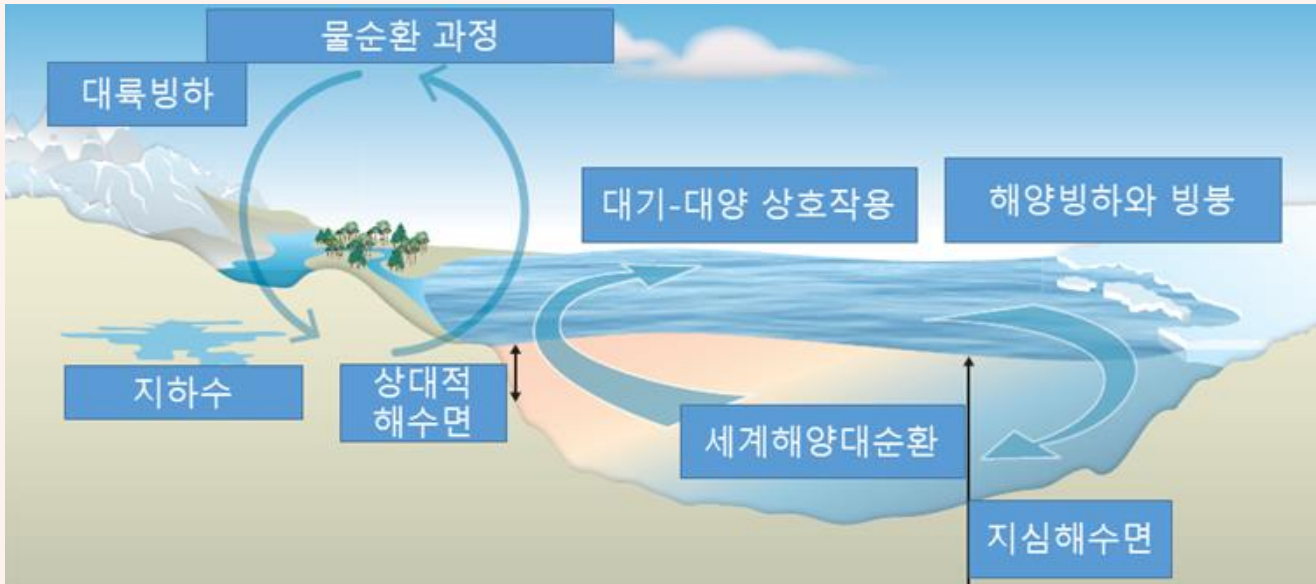 물순환 과정
대륙빙하
대기-대양 상호작용
해양빙하와 빙붕
지하수
상대적
해수면
세계해양대순환
지심해수면